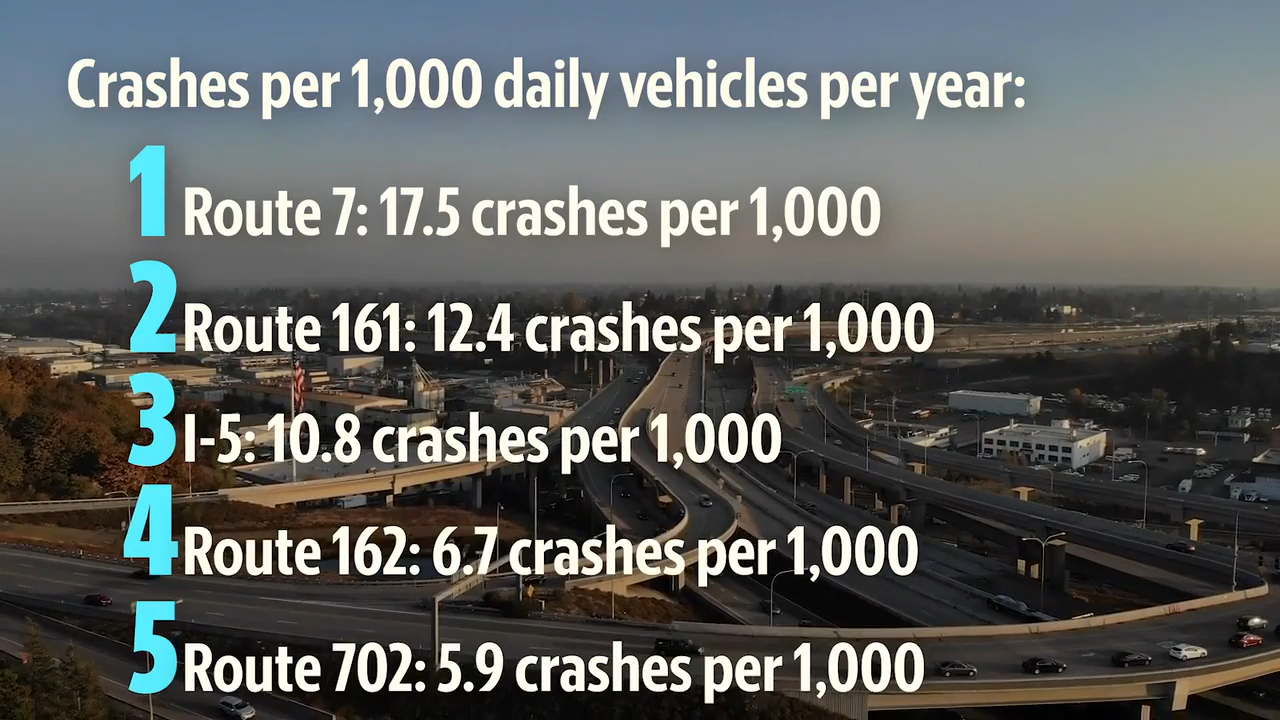 Crashes per 1,000 daily vehicles per year:
1 Route 7: 17.5 crashes per 1,000
2 Route 161: 12.4 crashes per 1,000
3 I-5: 10.8 crashes per 1,000
4 Route 162: 6.7 crashes per 1,000
5 Route 702: 5.9 crashes per 1,000